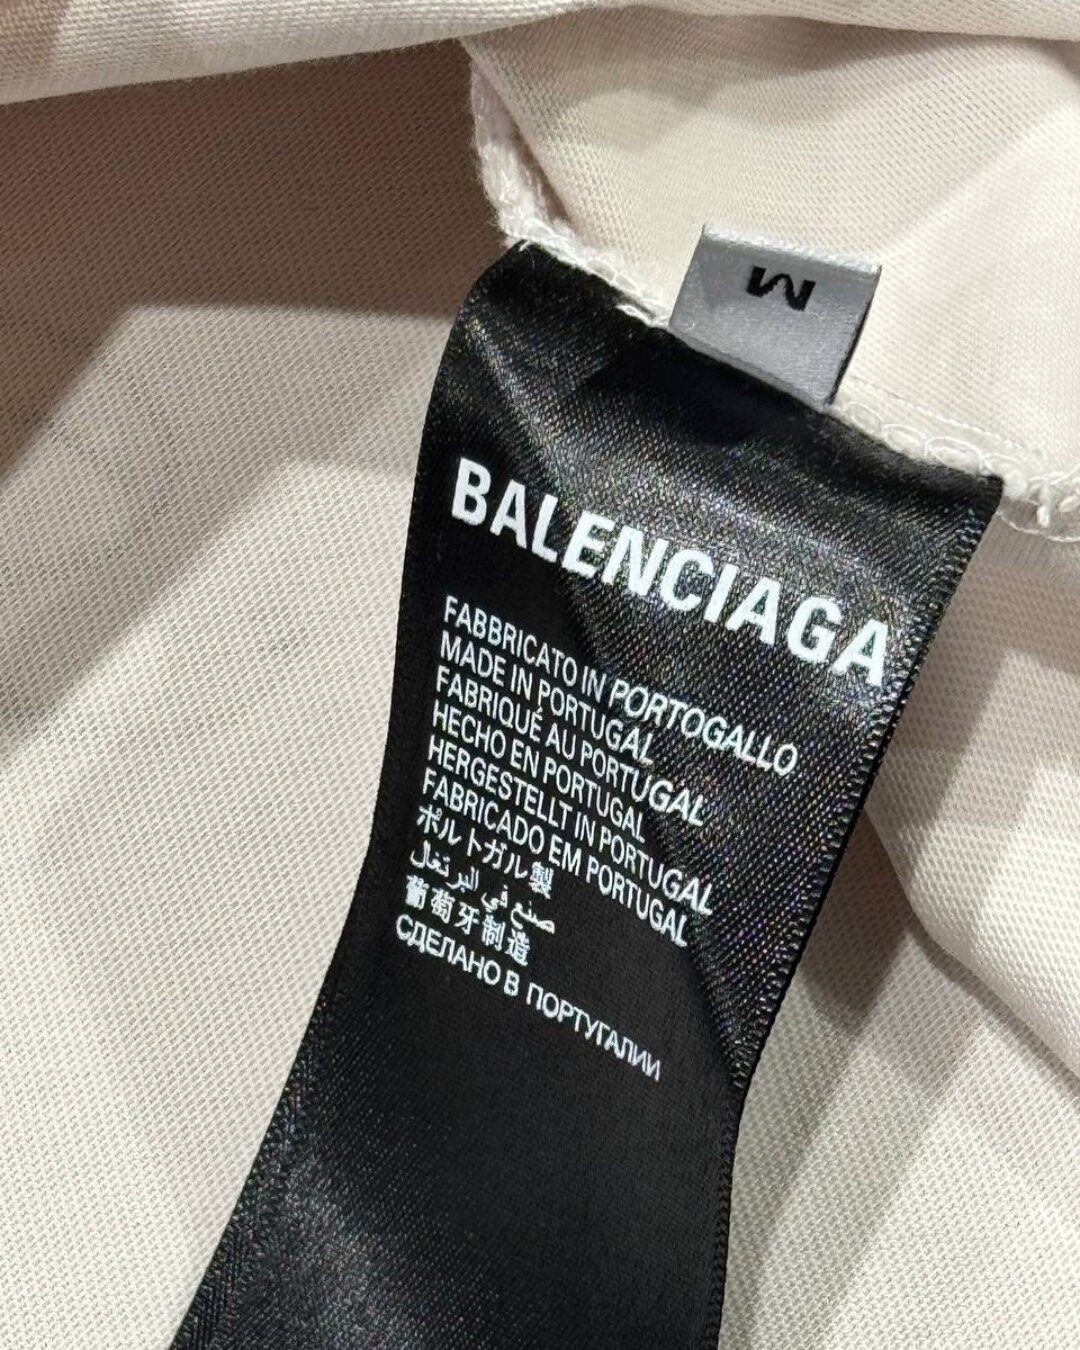 M
BALENCIAGA
FABBRICATO IN PORTOGALLO
MADE IN PORTUGAL
FABRIQUÉ AU PORTUGAL
HECHO EN PORTUGAL
HERGESTELLT IN PORTUGAL
FABRICADO EM PORTUGAL
ポルトガル製
صنع في البرتغال
葡萄牙制造
СДЕЛАНО В ПОРТУГАЛИИ